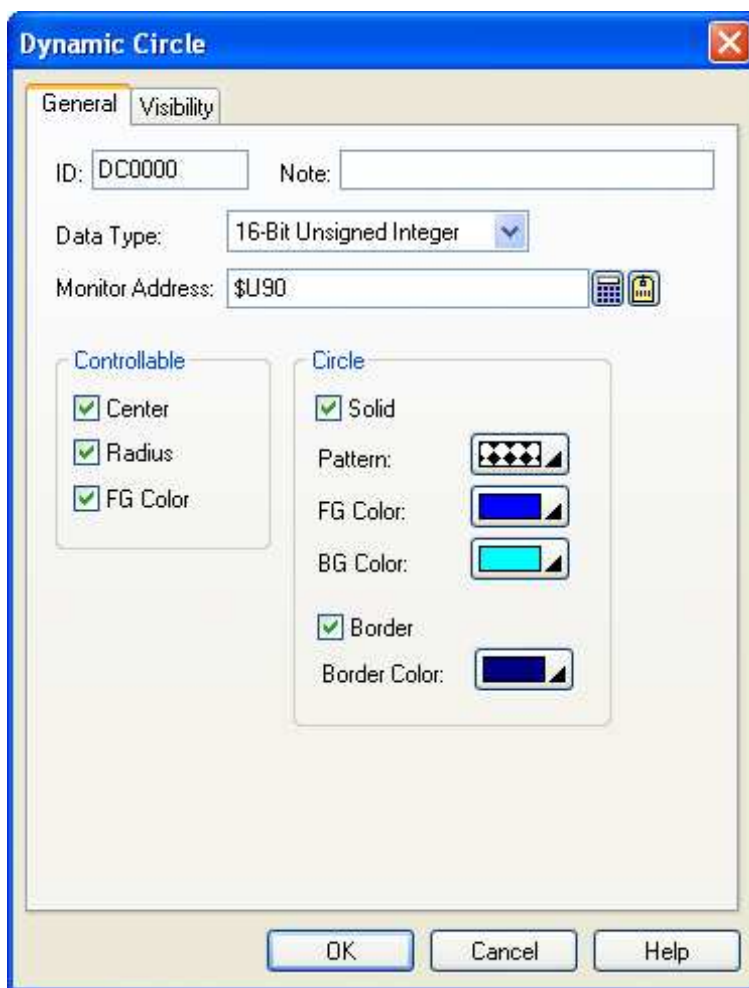 Dynamic Circle
General Visibility
ID: DC0000 Note:
Data Type: 16-Bit Unsigned Integer
Monitor Address: $U90
Controllable Circle
Center Solid
Radius Pattern:
FG Color FG Color:
BG Color:
Border
Border Color:
OK Cancel Help